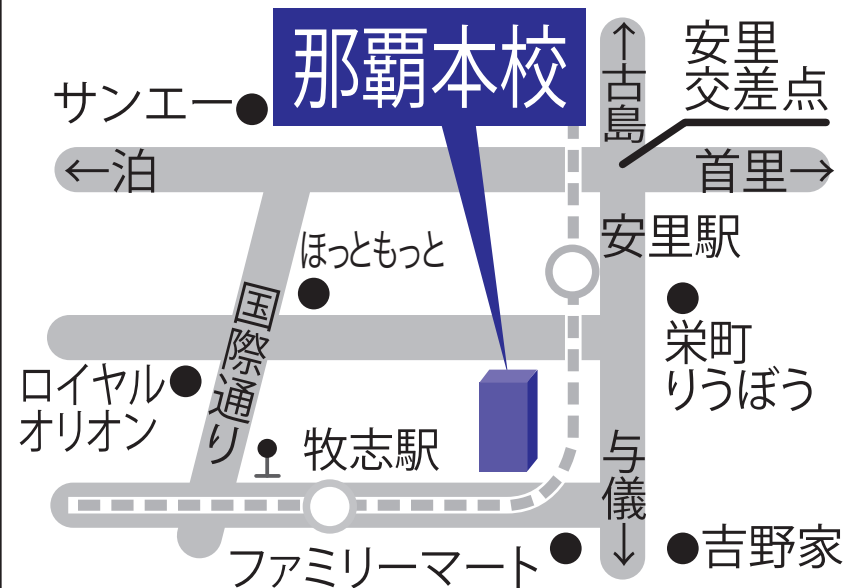 那覇本校
安里
交差点
↑古島
サンエー
←泊
首里→
安里駅
ほっともっと
国際通り
栄町
りうぼう
ロイヤル
オリオン
牧志駅
与儀↓
ファミリーマート
吉野家